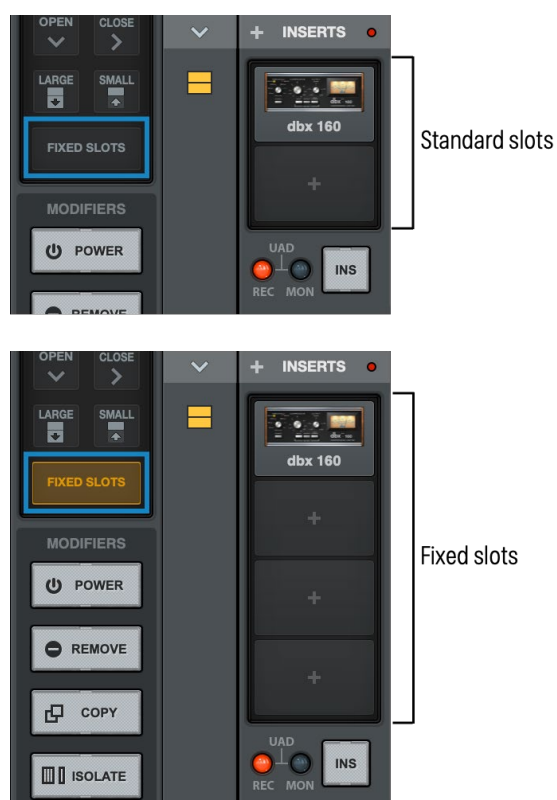 OPEN CLOSE
+ INSERTS
LARGE SMALL
dbx 160
Standard slots
FIXED SLOTS
+
MODIFIERS
POWER
UAD
INS
REC MON
REMOVE
OPEN CLOSE
+ INSERTS
LARGE SMALL
dbx 160
FIXED SLOTS
+
MODIFIERS
Fixed slots
POWER
+
REMOVE
+
COPY
UAD
INS
ISOLATE
REC MON